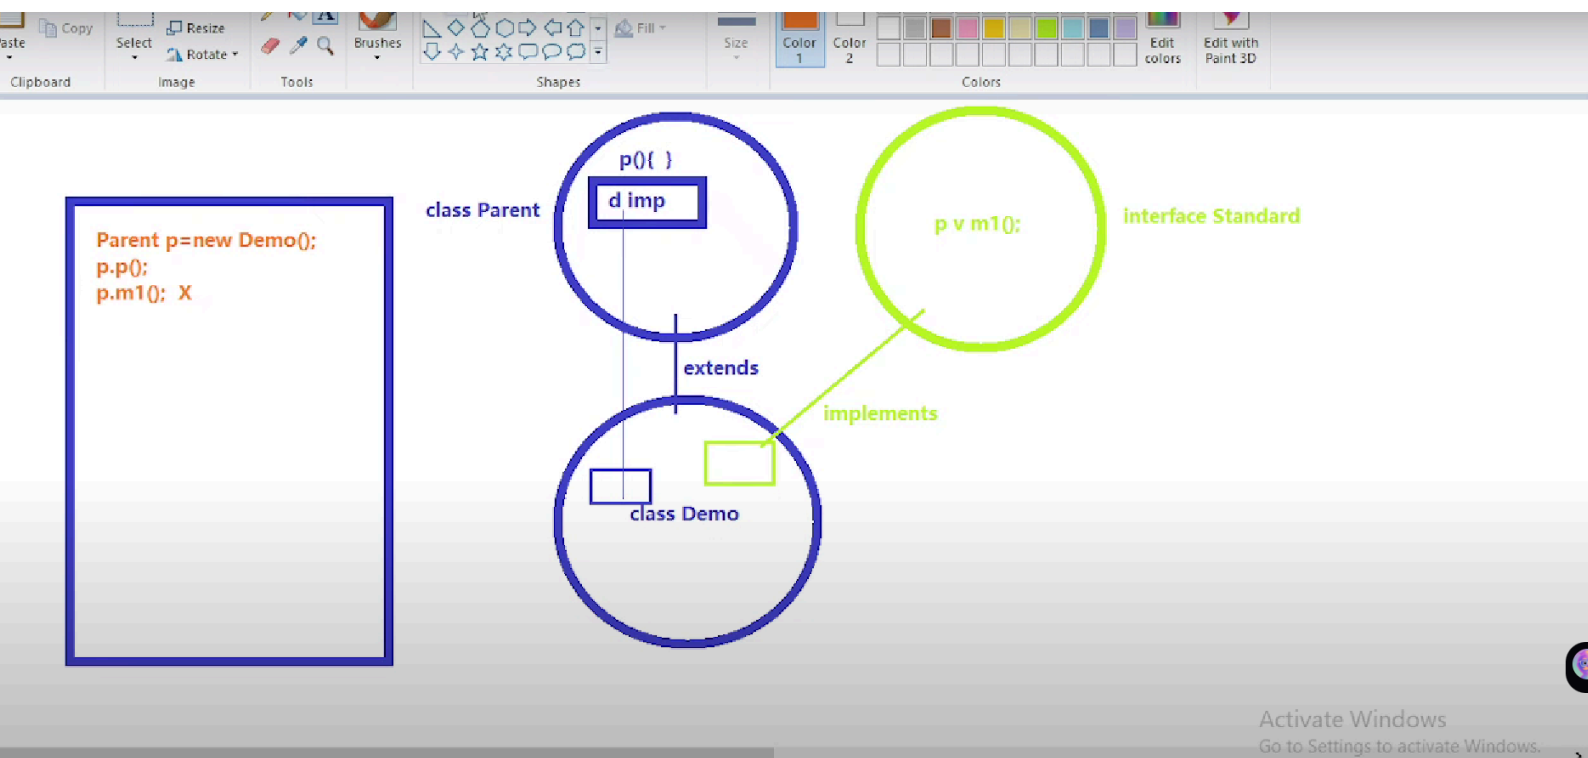 Copy
Resize
Rotate
Select
Brushes
Fill
Size
Color
1
Color
2
Edit
colors
Edit with
Paint 3D
Clipboard
Image
Tools
Shapes
Colors
p(){ }
d imp
class Parent
p v m1();
interface Standard
Parent p=new Demo();
p.p();
p.m1(); X
extends
implements
class Demo
Activate Windows
Go to Settings to activate Windows.